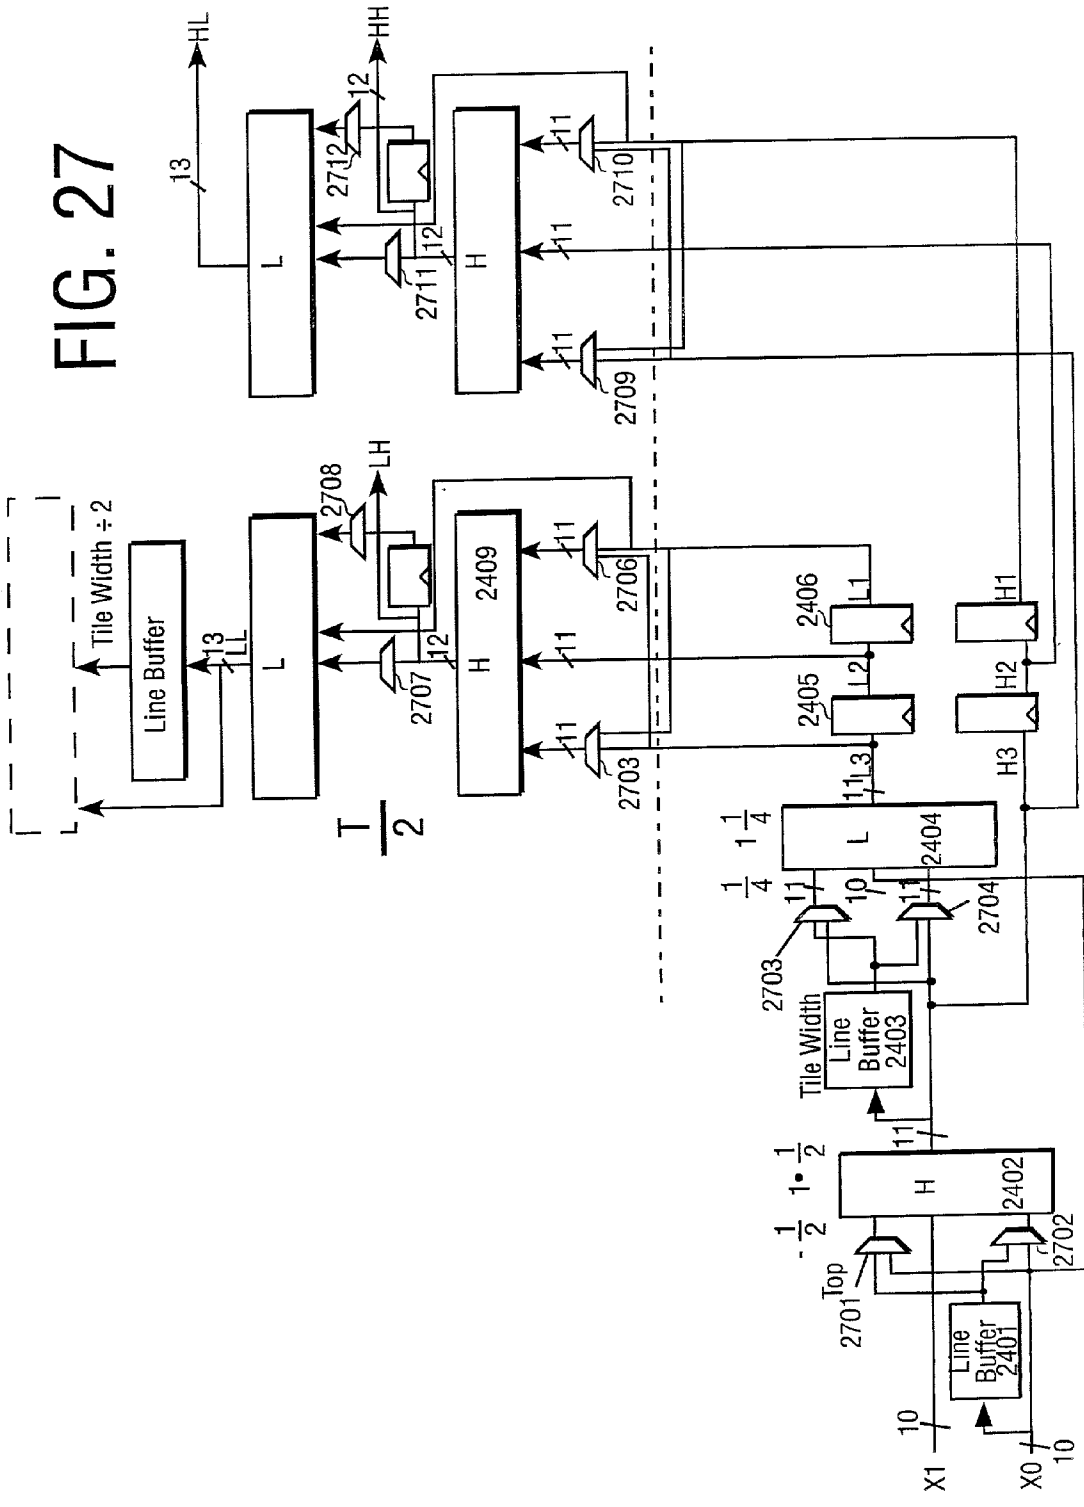 FIG. 27
HL
13
L
2712
12
HH
2711
12
H
11
11
11
2709
2710
Tile Width ÷ 2
Line Buffer
13
LL
L
2708
LH
2707
12
H
2409
11
11
11
2703
2706
T
2
11
L3
2405
L2
2406
L1
H3
H2
H1
1/4
1 1/4
11
10
11
L
2404
2703
2704
Tile Width
Line
Buffer
2403
11
- 1/2
1• 1/2
H
2402
Top
2701
2702
Line
Buffer
2401
X1
10
X0
10